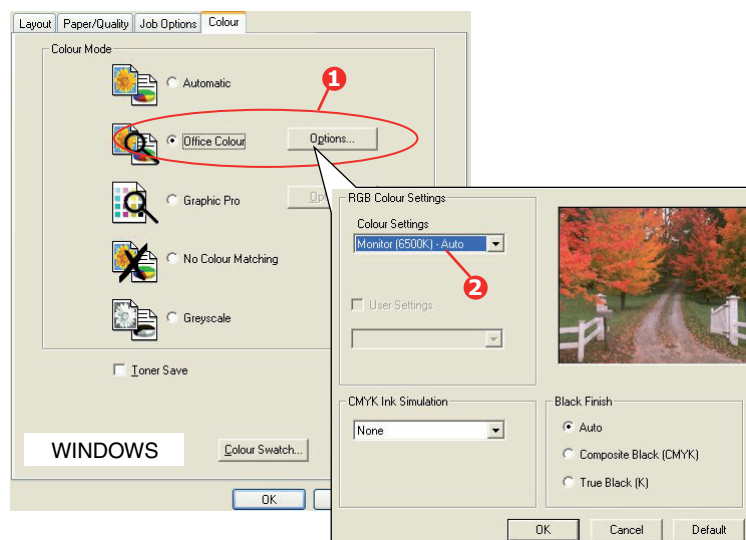 Layout Paper/Quality Job Options Colour
Colour Mode
Automatic
1
Office Colour
Options...
Graphic Pro
No Colour Matching
Greyscale
Toner Save
WINDOWS
Colour Swatch...
OK
RGB Colour Settings
Colour Settings
Monitor (6500K) - Auto
2
User Settings
CMYK Ink Simulation
None
Black Finish
Auto
Composite Black (CMYK)
True Black (K)
OK Cancel Default